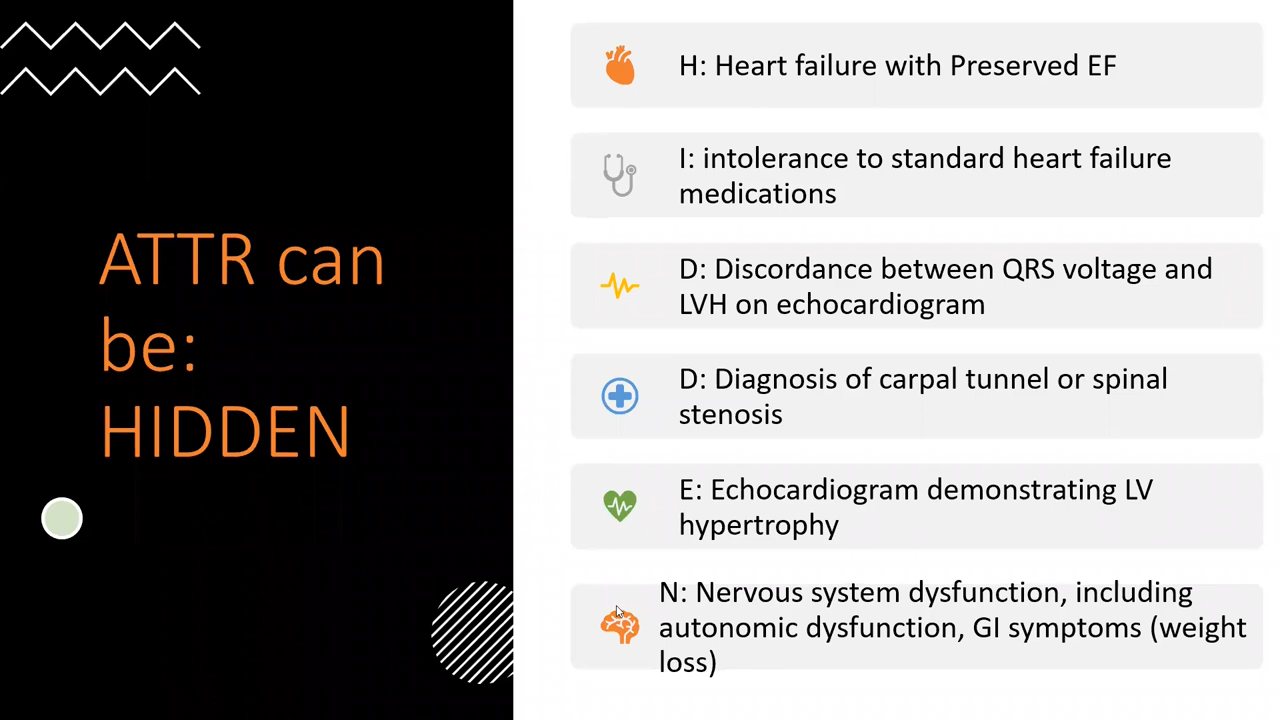 ATTR can
be:
HIDDEN
H: Heart failure with Preserved EF
I: intolerance to standard heart failure
medications
D: Discordance between QRS voltage and
LVH on echocardiogram
D: Diagnosis of carpal tunnel or spinal
stenosis
E: Echocardiogram demonstrating LV
hypertrophy
N: Nervous system dysfunction, including
autonomic dysfunction, GI symptoms (weight
loss)